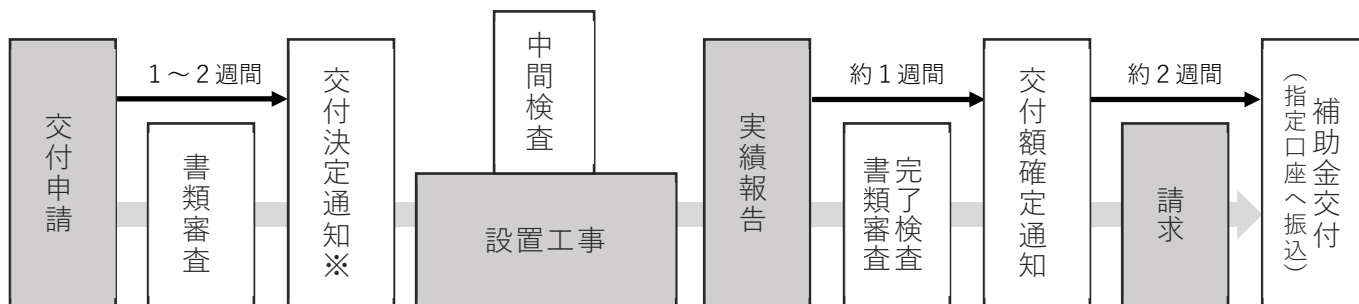 交付申請
1～2週間
書類審査
交付決定通知※
中間検査
設置工事
実績報告
約1週間
完了検査
書類審査
交付額確定通知
約2週間
請求
補助金交付
(指定口座へ振込)